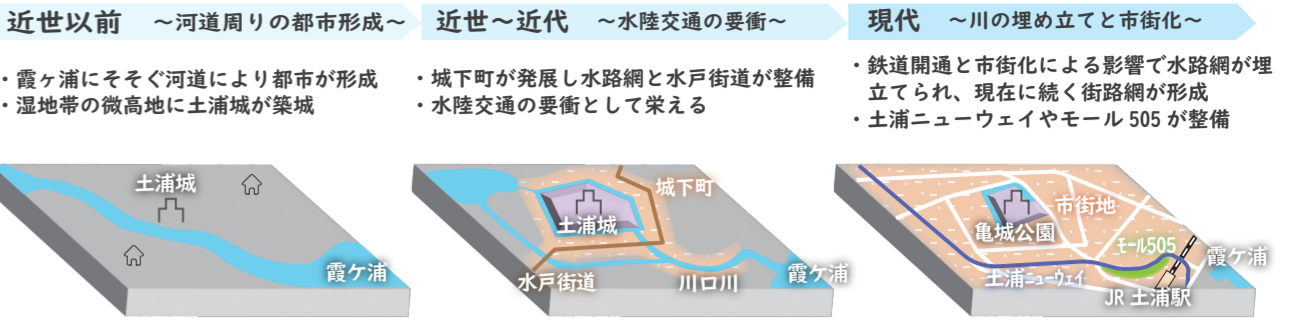 近世以前 ～河道周りの都市形成～
・霞ヶ浦にそそぐ河道により都市が形成
・湿地帯の微高地に土浦城が築城
土浦城
霞ケ浦
近世～近代 ～水陸交通の要衝～
・城下町が発展し水路網と水戸街道が整備
・水陸交通の要衝として栄える
城下町
土浦城
水戸街道
川口川
霞ケ浦
現代 ～川の埋め立てと市街化～
・鉄道開通と市街化による影響で水路網が埋
立てられ、現在に続く街路網が形成
・土浦ニューウェイやモール 505 が整備
市街地
亀城公園
モール505
霞ケ浦
土浦ニューウェイ
JR 土浦駅